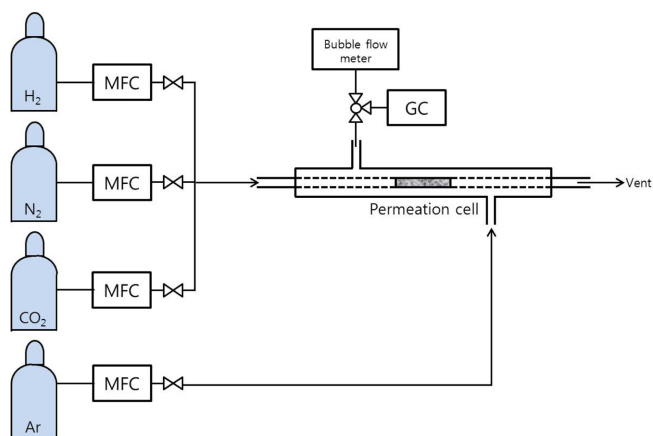 Bubble flow
meter
GC
H₂
MFC
N₂
MFC
Vent
Permeation cell
CO₂
MFC
Ar
MFC